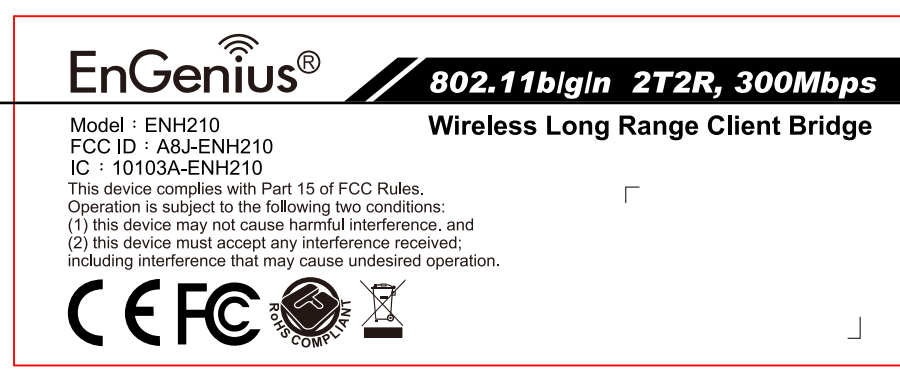 EnGenius®
802.11b/g/n 2T2R, 300Mbps
Wireless Long Range Client Bridge
Model：ENH210
FCC ID：A8J-ENH210
IC：10103A-ENH210
This device complies with Part 15 of FCC Rules.
Operation is subject to the following two conditions:
(1) this device may not cause harmful interference. and
(2) this device must accept any interference received;
including interference that may cause undesired operation.
CE FC RoHS COMPLIANT